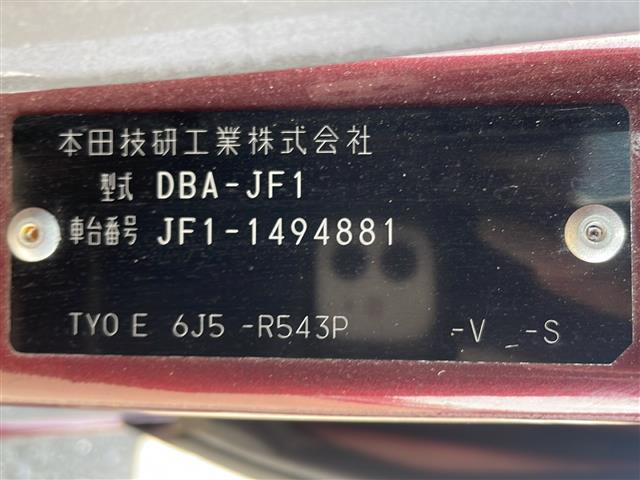 本田技研工業株式会社
型式 DBA-JF1
車台番号 JF1-1494881
TYO E 6J5 -R543P -V -S